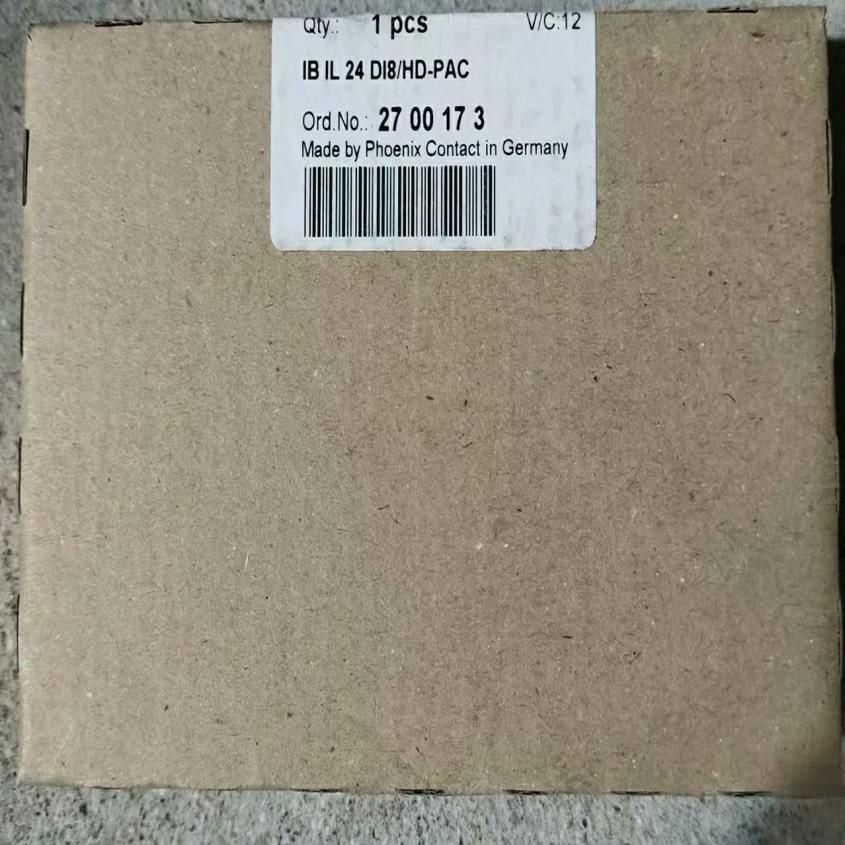 Qty.: 1 pcs V/C:12
IB IL 24 DI8/HD-PAC
Ord.No.: 27 00 17 3
Made by Phoenix Contact in Germany